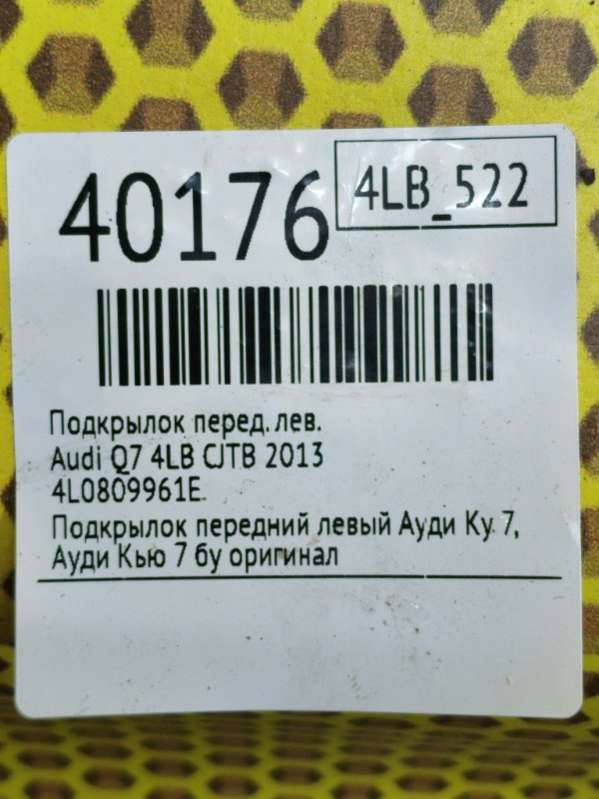 40176
4LB_522
Подкрылок перед. лев.
Audi Q7 4LB CJTB 2013
4L0809961E
Подкрылок передний левый Ауди Ку 7,
Ауди Кью 7 бу оригинал